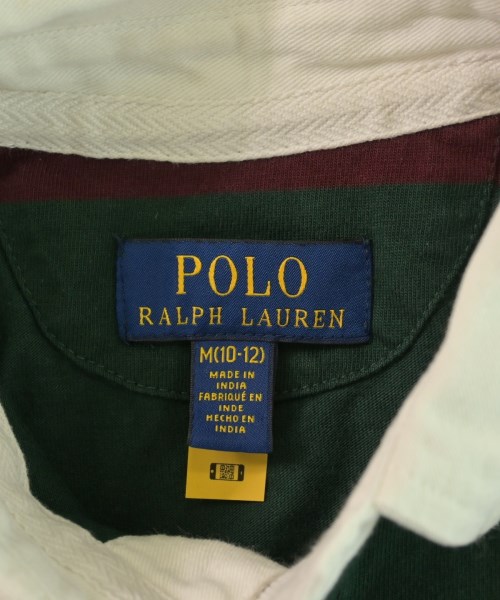 POLO
RALPH LAUREN
M(10-12)
MADE IN
INDIA
FABRIQUÉ EN
INDE
HECHO EN
INDIA